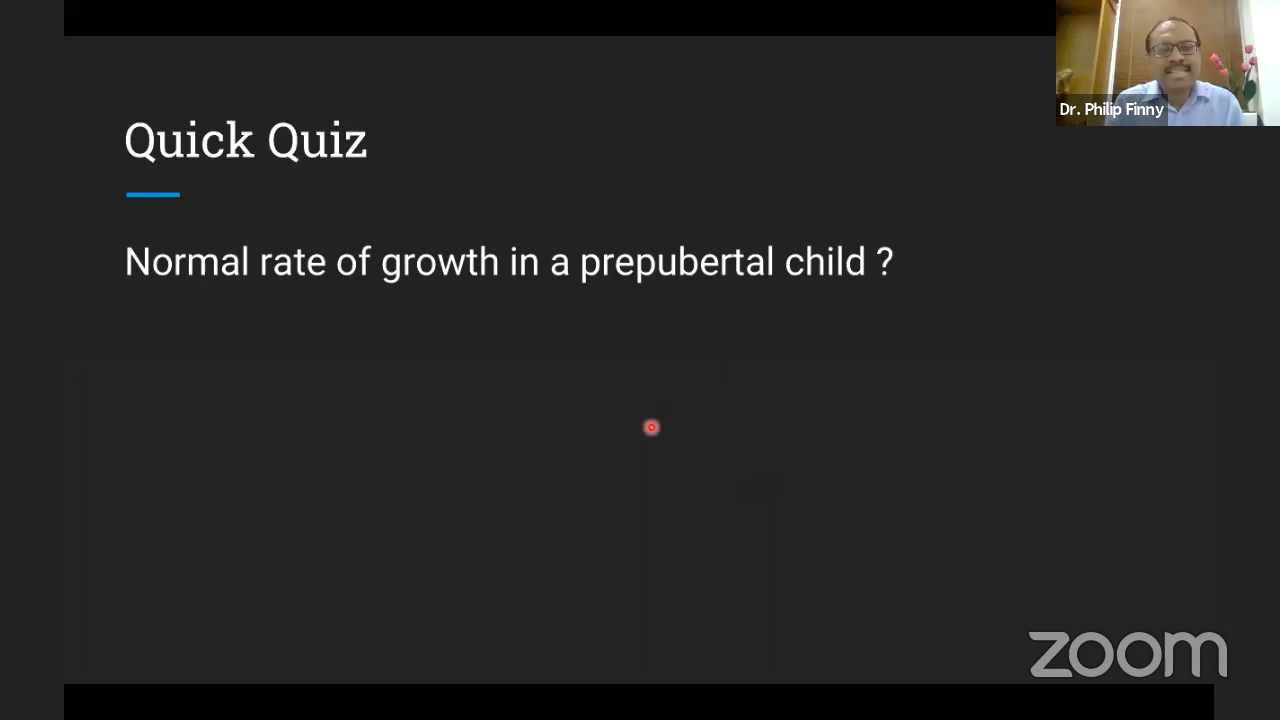 Dr. Philip Finny
Quick Quiz
Normal rate of growth in a prepubertal child ?
zoom